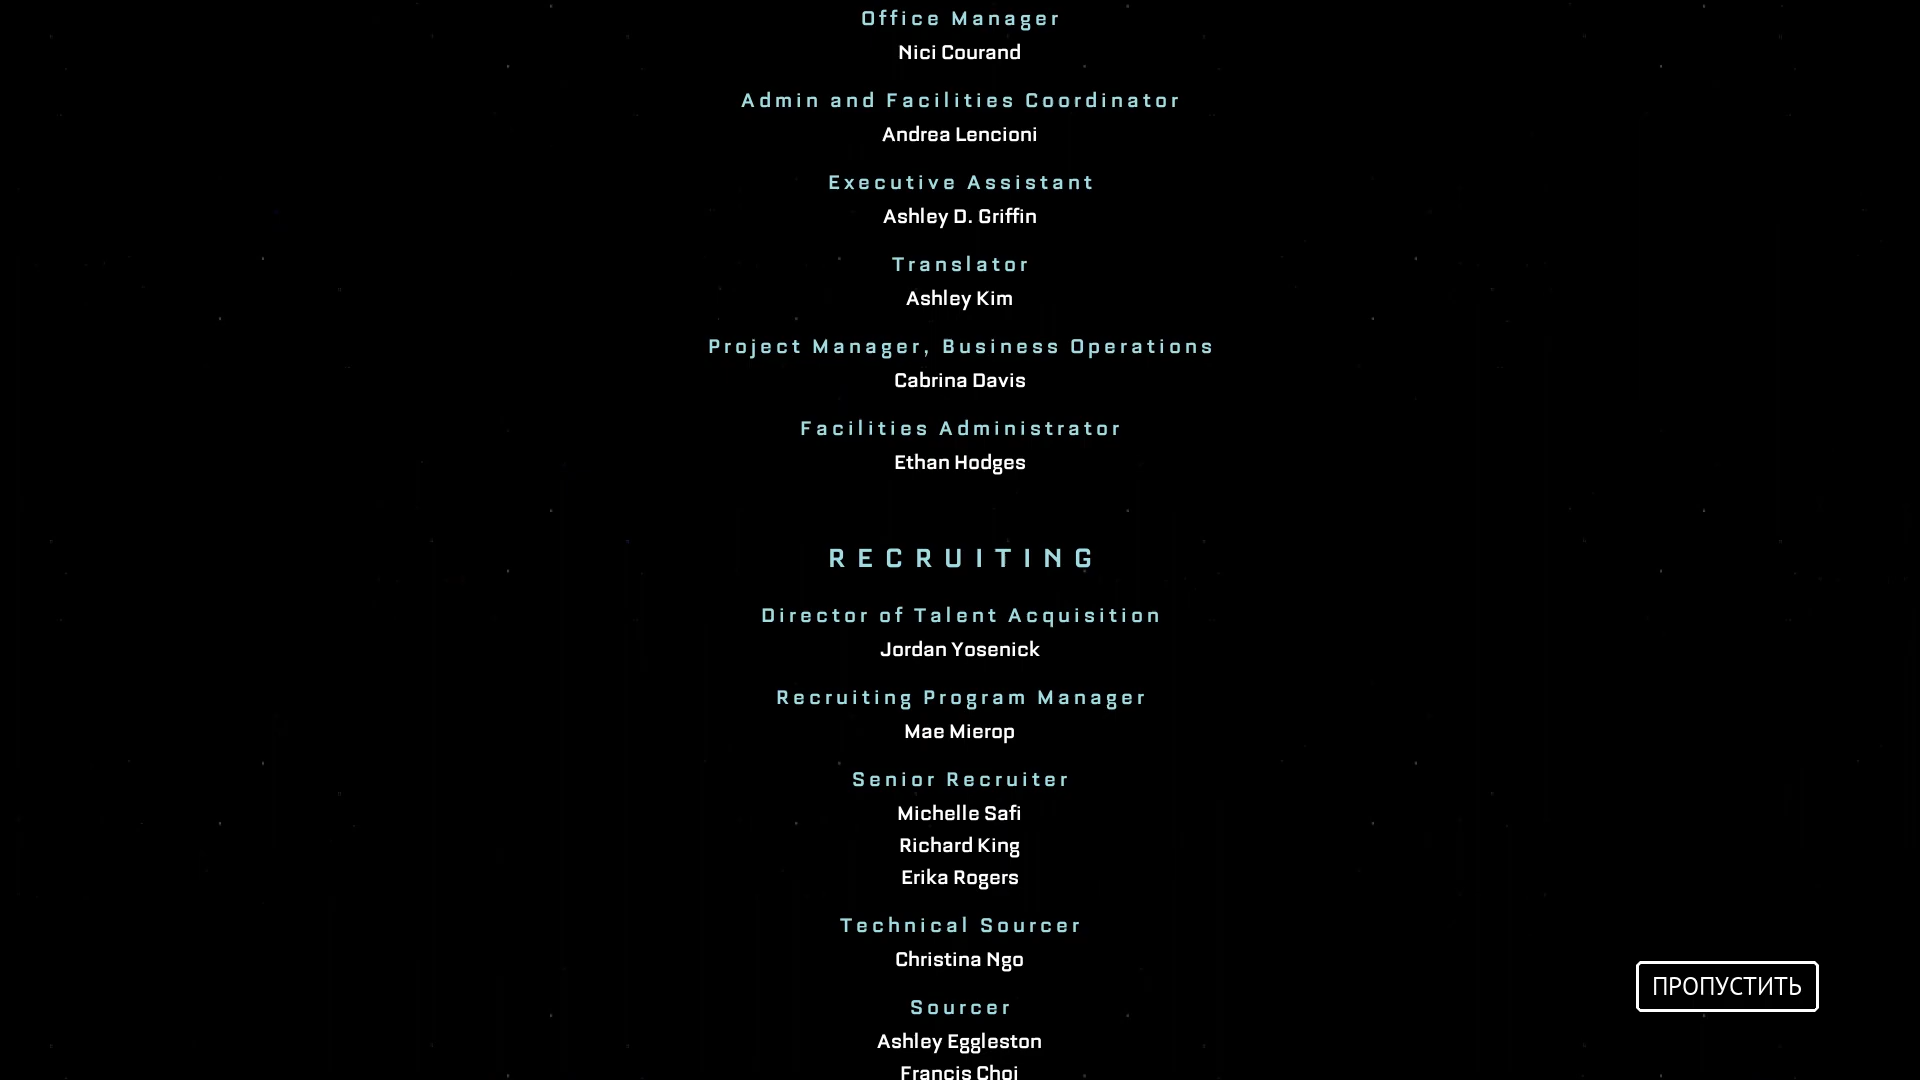 Office Manager
Nici Courand
Admin and Facilities Coordinator
Andrea Lencioni
Executive Assistant
Ashley D. Griffin
Translator
Ashley Kim
Project Manager, Business Operations
Cabrina Davis
Facilities Administrator
Ethan Hodges
RECRUITING
Director of Talent Acquisition
Jordan Yosenick
Recruiting Program Manager
Mae Mierop
Senior Recruiter
Michelle Safi
Richard King
Erika Rogers
Technical Sourcer
Christina Ngo
Sourcer
Ashley Eggleston
Francis Choi
ПРОПУСТИТЬ